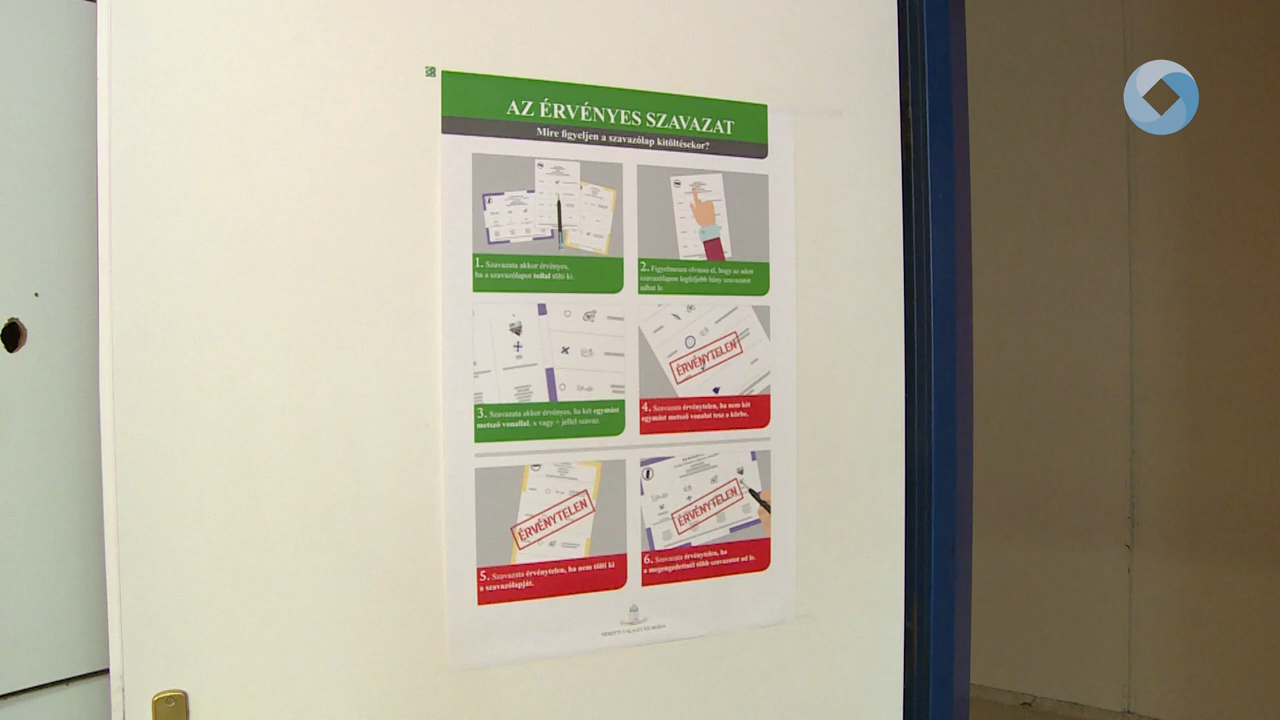 AZ ÉRVÉNYES SZAVAZAT
Mire figyeljen a szavazólap kitöltésekor?
1. Szavazata akkor érvényes,
ha a szavazólapot tollal tölti ki.
2. Figyelmesen olvassa el, hogy az adott
szavazólapon legfeljebb hány szavazatot
adhat le.
3. Szavazata akkor érvényes, ha két egymást
metsző vonallal, x vagy + jellel szavaz.
ÉRVÉNYTELEN
4. Szavazata érvénytelen, ha nem két
egymást metsző vonalat tesz a körbe.
ÉRVÉNYTELEN
5. Szavazata érvénytelen, ha nem tölti ki
a szavazólapját.
ÉRVÉNYTELEN
6. Szavazata érvénytelen, ha
a megengedettnél több szavazatot ad le.
NEMZETI VÁLASZTÁSI IRODA